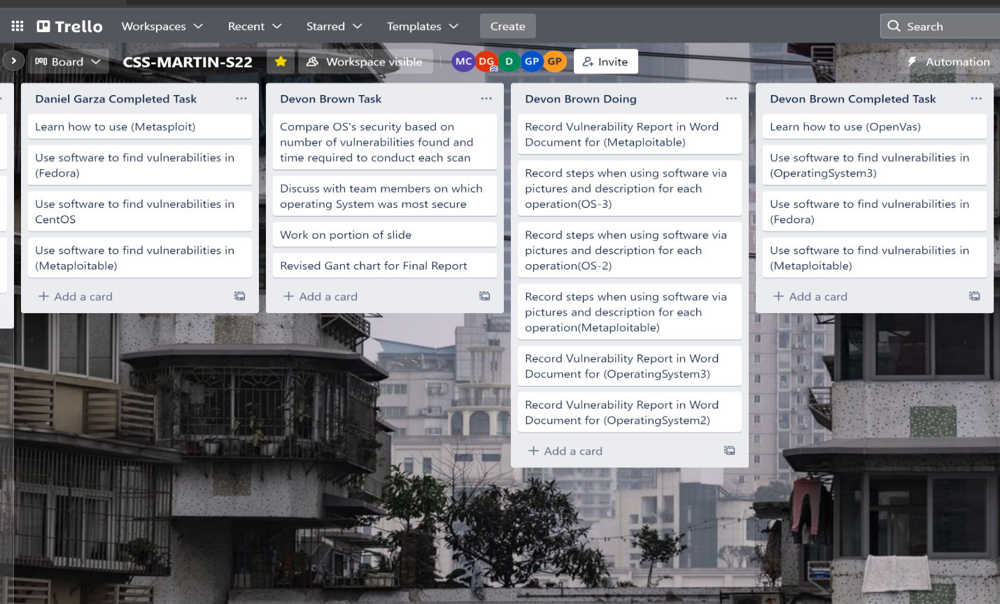 Trello
Workspaces
Recent
Starred
Templates
Create
Search
Board
CSS-MARTIN-S22
Workspace visible
MC
DG
D
GP
GP
Invite
Automation
Daniel Garza Completed Task
Learn how to use (Metasploit)
Use software to find vulnerabilities in
(Fedora)
Use software to find vulnerabilities in
CentOS
Use software to find vulnerabilities in
(Metaploitable)
Add a card
Devon Brown Task
Compare OS's security based on
number of vulnerabilities found and
time required to conduct each scan
Discuss with team members on which
operating System was most secure
Work on portion of slide
Revised Gant chart for Final Report
Add a card
Devon Brown Doing
Record Vulnerability Report in Word
Document for (Metaploitable)
Record steps when using software via
pictures and description for each
operation(OS-3)
Record steps when using software via
pictures and description for each
operation(OS-2)
Record steps when using software via
pictures and description for each
operation(Metaploitable)
Record Vulnerability Report in Word
Document for (OperatingSystem3)
Record Vulnerability Report in Word
Document for (OperatingSystem2)
Add a card
Devon Brown Completed Task
Learn how to use (OpenVas)
Use software to find vulnerabilities in
(OperatingSystem3)
Use software to find vulnerabilities in
(Fedora)
Use software to find vulnerabilities in
(Metaploitable)
Add a card